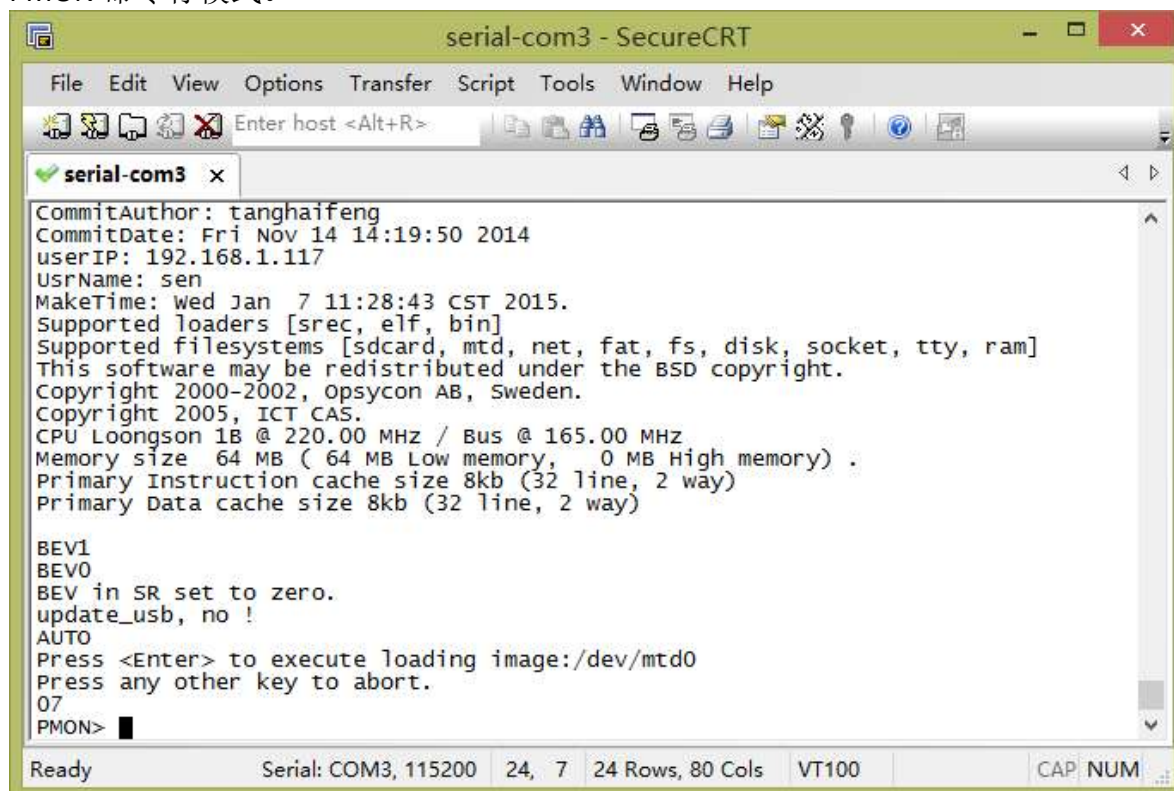 PMON 命令行模式。
serial-com3 - SecureCRT
File Edit View Options Transfer Script Tools Window Help
Enter host <Alt+R>
serial-com3 x
CommitAuthor: tanghaifeng
CommitDate: Fri Nov 14 14:19:50 2014
userIP: 192.168.1.117
UsrName: sen
MakeTime: Wed Jan  7 11:28:43 CST 2015.
Supported loaders [srec, elf, bin]
Supported filesystems [sdcard, mtd, net, fat, fs, disk, socket, tty, ram]
This software may be redistributed under the BSD copyright.
Copyright 2000-2002, Opsycon AB, Sweden.
Copyright 2005, ICT CAS.
CPU Loongson 1B @ 220.00 MHz / Bus @ 165.00 MHz
Memory size  64 MB ( 64 MB Low memory,   0 MB High memory) .
Primary Instruction cache size 8kb (32 line, 2 way)
Primary Data cache size 8kb (32 line, 2 way)
BEV1
BEV0
BEV in SR set to zero.
update_usb, no !
AUTO
Press <Enter> to execute loading image:/dev/mtd0
Press any other key to abort.
07
PMON>
Ready Serial: COM3, 115200 24, 7 24 Rows, 80 Cols VT100 CAP NUM